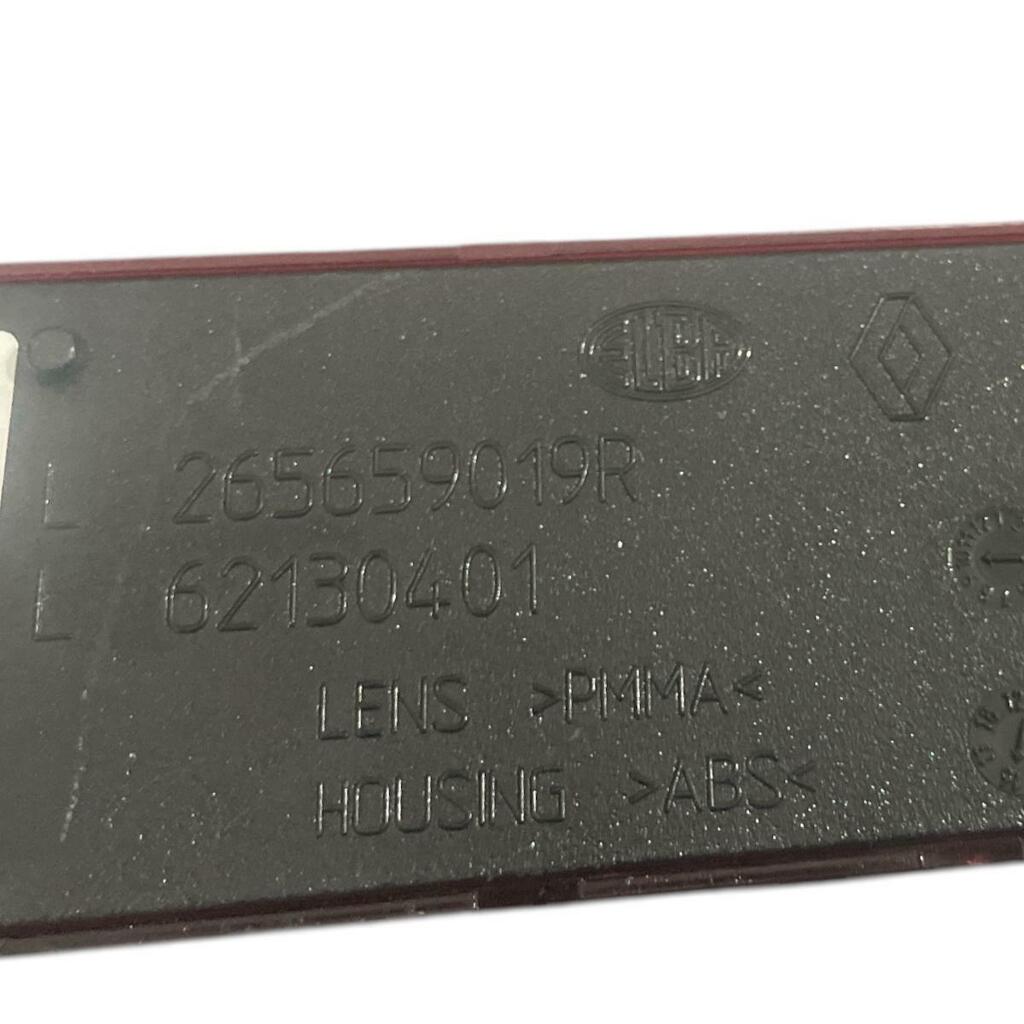 L 265659019R
L 62130401
LENS >PMMA<
HOUSING >ABS<